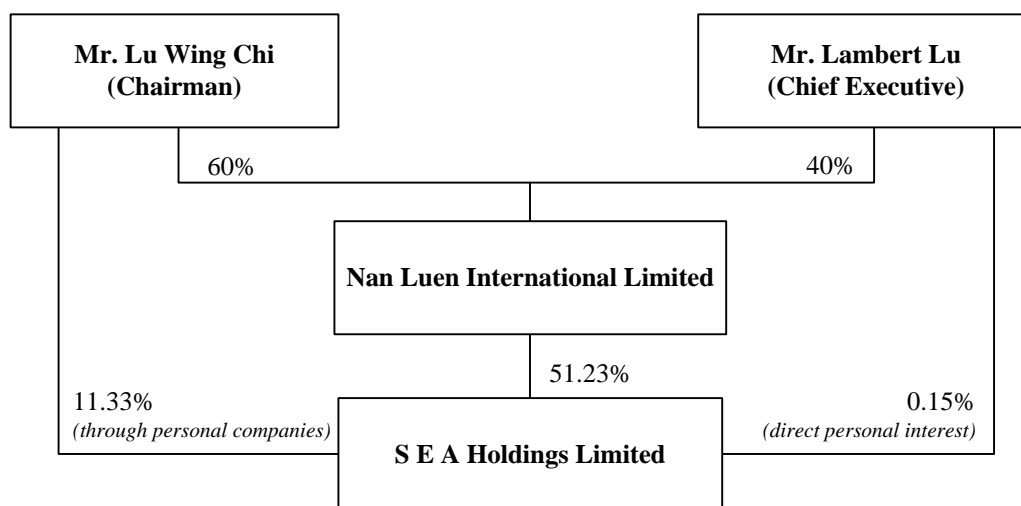 Mr. Lu Wing Chi
(Chairman)
Mr. Lambert Lu
(Chief Executive)
60%
40%
Nan Luen International Limited
51.23%
11.33%
(through personal companies)
0.15%
(direct personal interest)
S E A Holdings Limited